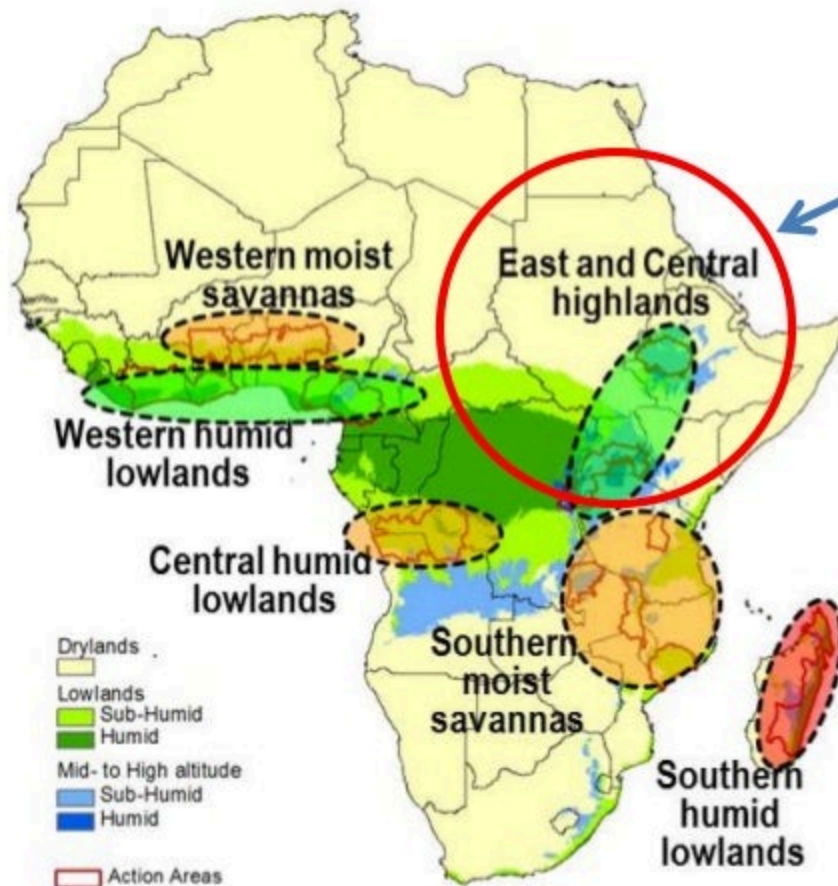 Western moist
savannas
East and Central
highlands
Western humid
lowlands
Central humid
lowlands
Southern
moist
savannas
Southern
humid
lowlands
Drylands
Lowlands
Sub-Humid
Humid
Mid- to High altitude
Sub-Humid
Humid
Action Areas